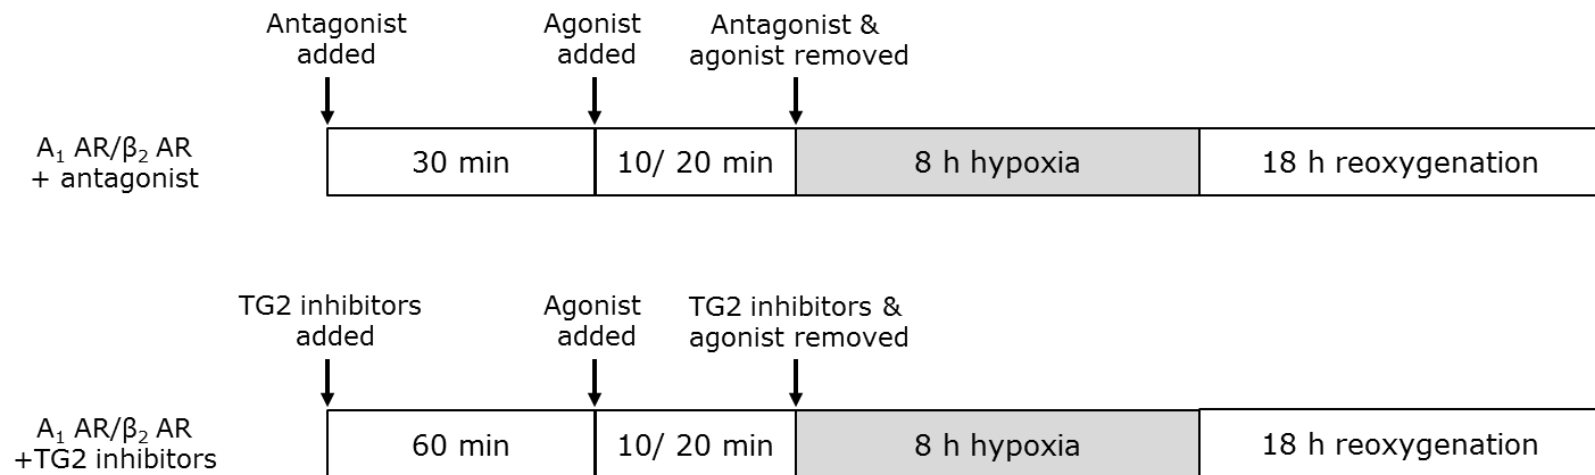 Antagonist
added
Agonist
added
Antagonist &
agonist removed
A₁ AR/β₂ AR
+ antagonist
30 min
10/ 20 min
8 h hypoxia
18 h reoxygenation
TG2 inhibitors
added
Agonist
added
TG2 inhibitors &
agonist removed
A₁ AR/β₂ AR
+TG2 inhibitors
60 min
10/ 20 min
8 h hypoxia
18 h reoxygenation